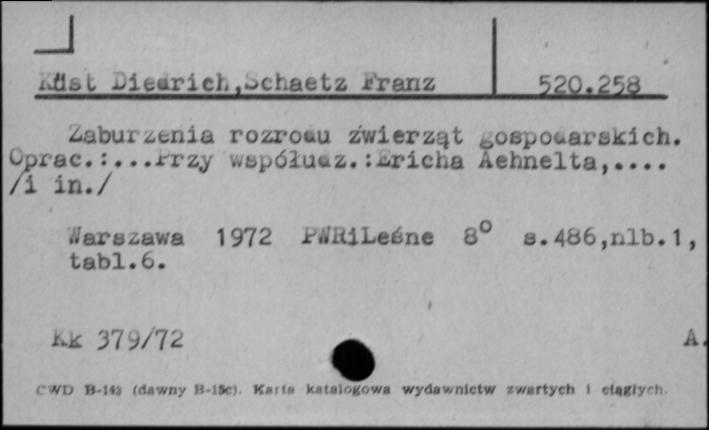 Küst Diedrich,Schaetz Franz 520.258
Zaburzenia rozrodu zwierząt gospodarskich.
Oprac.:...Przy współudz.:Ericha Aehnelta,....
/i in./
Warszawa 1972 PWRiLeśne 8° s.486,nlb.1,
tabl.6.
Kk 379/72 A.
CWD B-143 (dawny B-15c). Karta katalogowa wydawnictw zwartych i ciągłych.